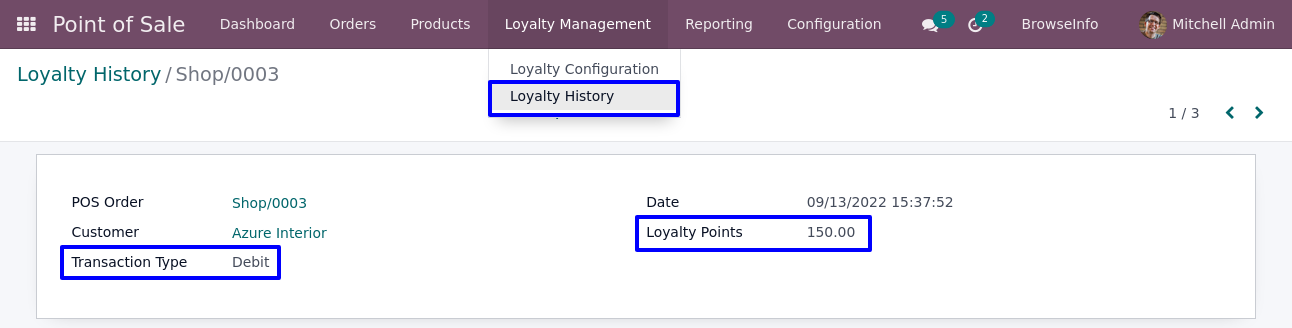 Point of Sale Dashboard Orders Products Loyalty Management Reporting Configuration 5 2 BrowseInfo Mitchell Admin
Loyalty Configuration
Loyalty History / Shop/0003
Loyalty History
1 / 3
POS Order Shop/0003 Date 09/13/2022 15:37:52
Customer Azure Interior Loyalty Points 150.00
Transaction Type Debit